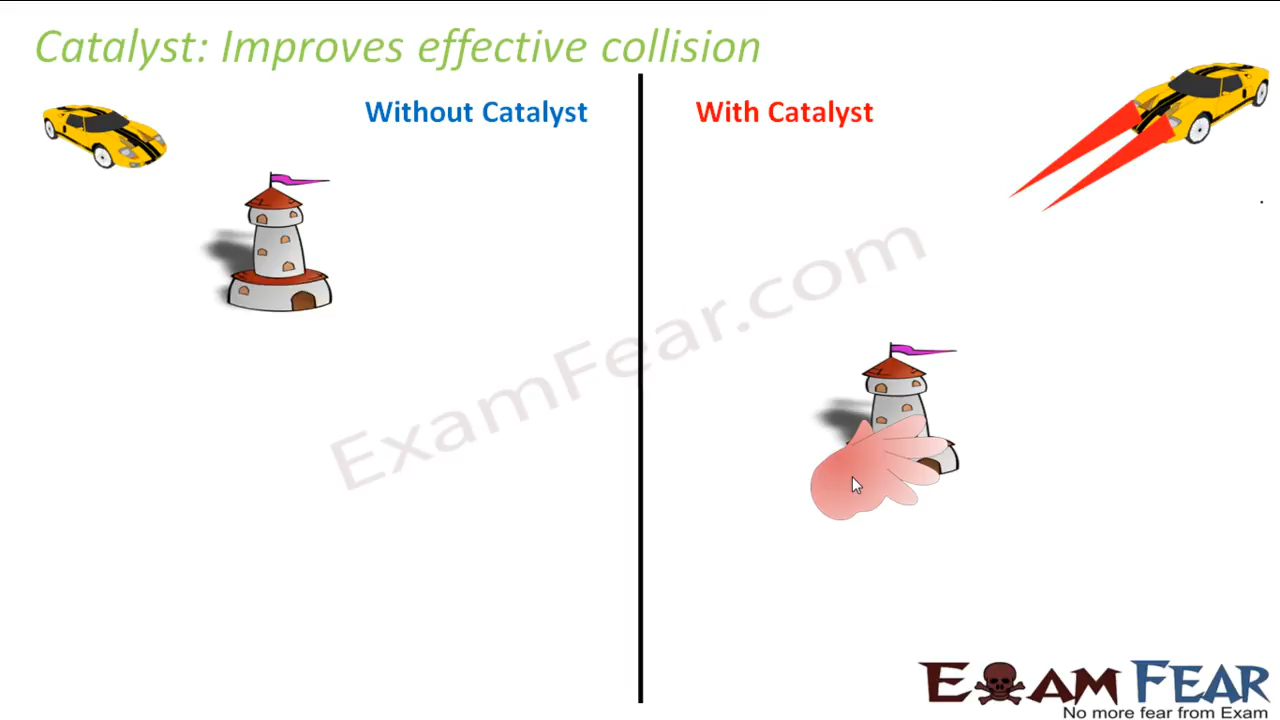 Catalyst: Improves effective collision
Without Catalyst
With Catalyst
ExamFear.com
EXAM FEAR
No more fear from Exam